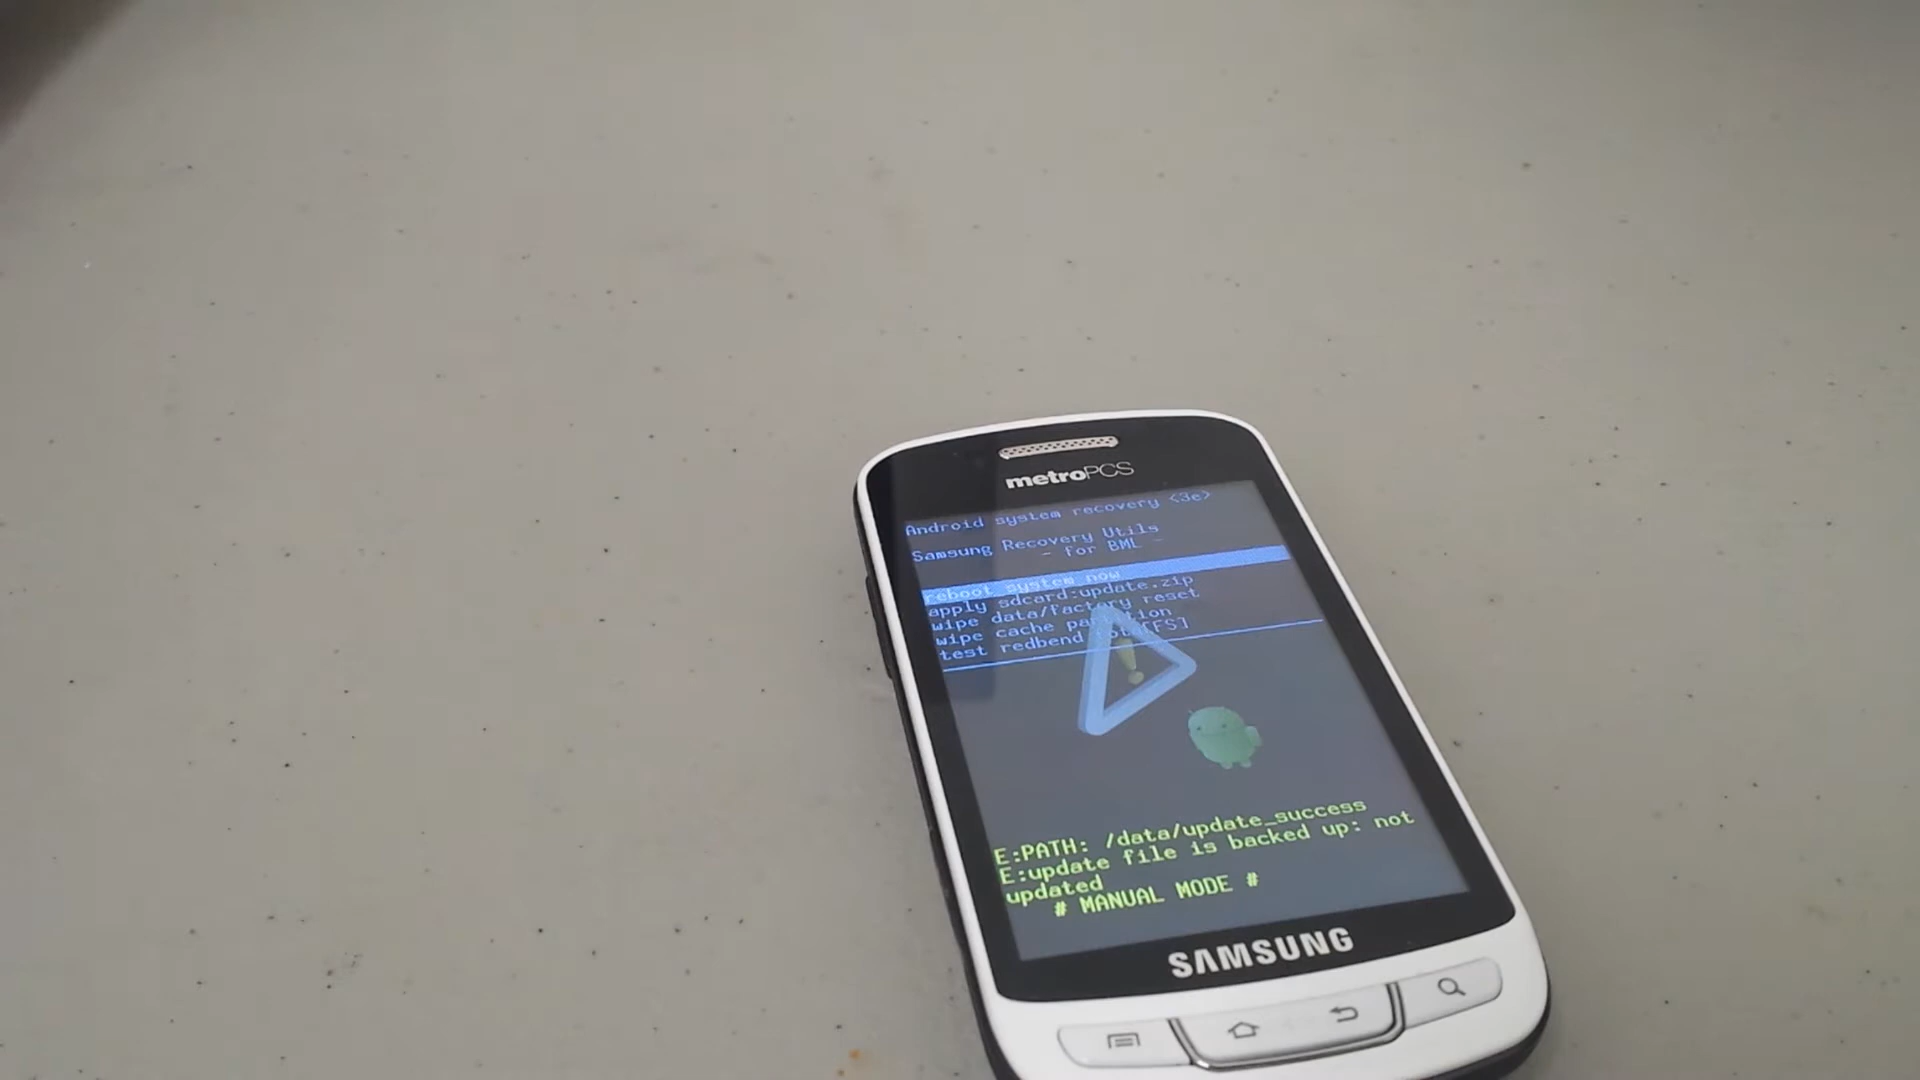 metroPCS
Android system recovery <3e>
Samsung Recovery Utils
- for BML -
reboot system now
apply sdcard:update.zip
wipe data/factory reset
wipe cache partition
test redbend fota[FS]
E:PATH: /data/update_success
E:update file is backed up: not
updated
# MANUAL MODE #
SAMSUNG